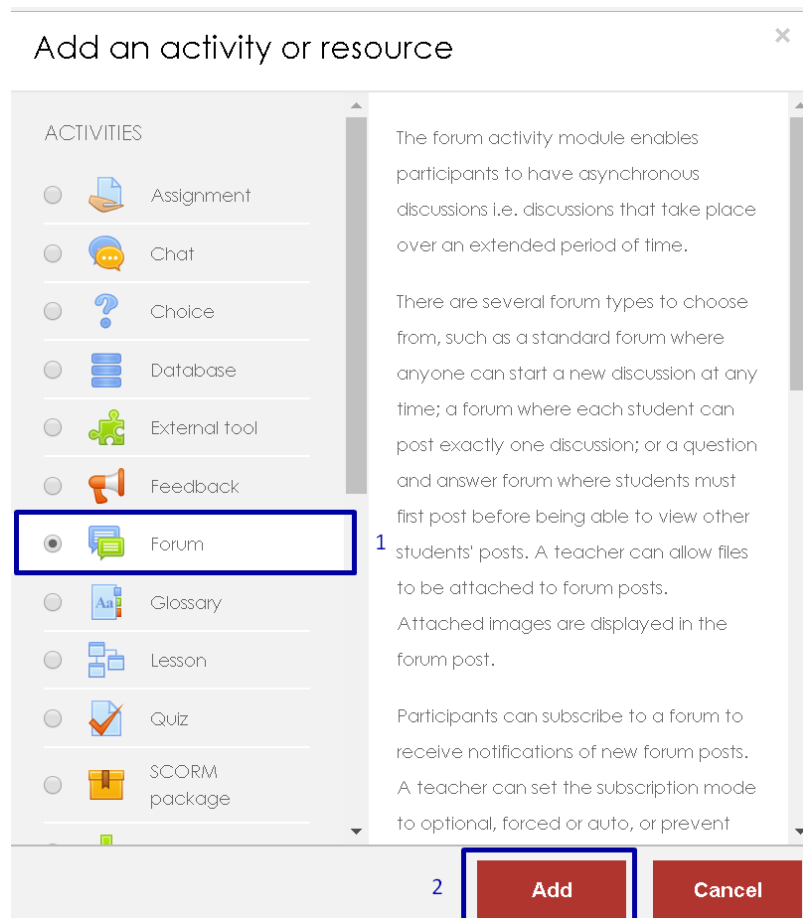 Add an activity or resource
×
ACTIVITIES
Assignment
Chat
Choice
Database
External tool
Feedback
Forum
1
Aa
Glossary
Lesson
Quiz
SCORM
package
The forum activity module enables
participants to have asynchronous
discussions i.e. discussions that take place
over an extended period of time.
There are several forum types to choose
from, such as a standard forum where
anyone can start a new discussion at any
time; a forum where each student can
post exactly one discussion; or a question
and answer forum where students must
first post before being able to view other
students' posts. A teacher can allow files
to be attached to forum posts.
Attached images are displayed in the
forum post.
Participants can subscribe to a forum to
receive notifications of new forum posts.
A teacher can set the subscription mode
to optional, forced or auto, or prevent
2
Add
Cancel